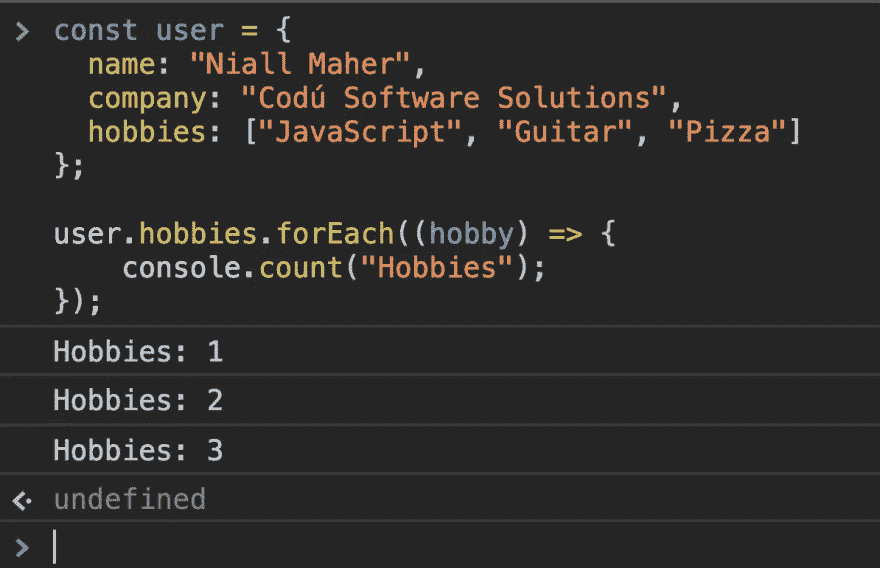 > const user = {
  name: "Niall Maher",
  company: "Codú Software Solutions",
  hobbies: ["JavaScript", "Guitar", "Pizza"]
};
user.hobbies.forEach((hobby) => {
    console.count("Hobbies");
});
Hobbies: 1
Hobbies: 2
Hobbies: 3
undefined
>